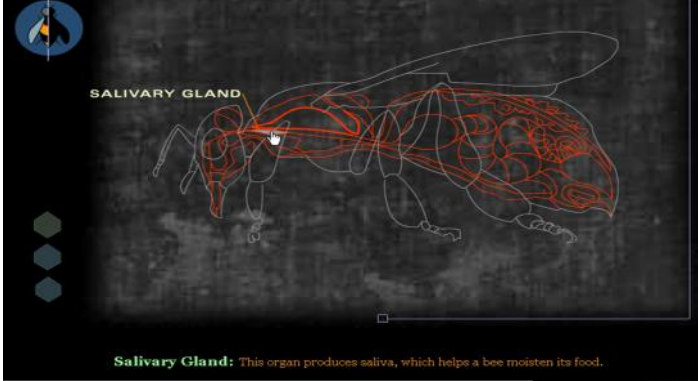 SALIVARY GLAND
Salivary Gland: This organ produces saliva, which helps a bee moisten its food.